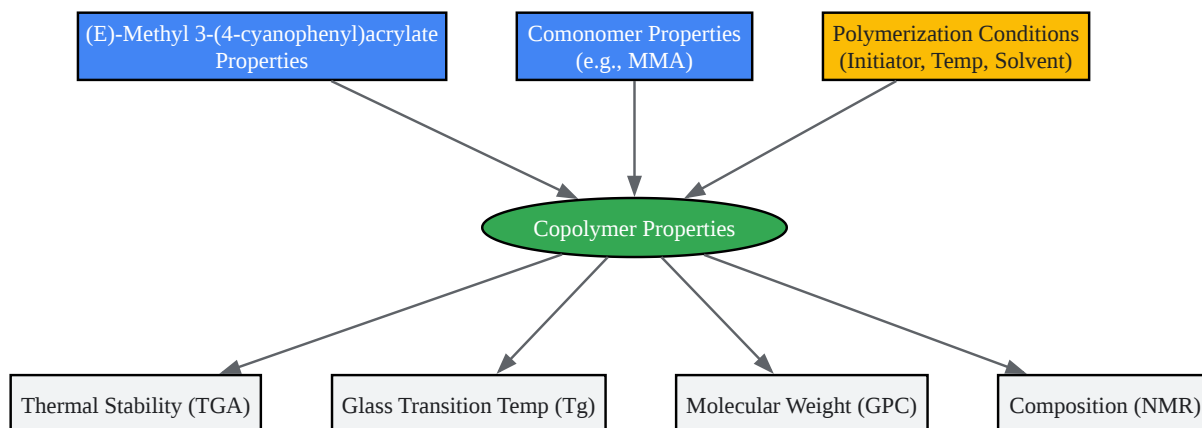 (E)-Methyl 3-(4-cyanophenyl)acrylate
Properties
Comonomer Properties
(e.g., MMA)
Polymerization Conditions
(Initiator, Temp, Solvent)
Copolymer Properties
Thermal Stability (TGA)
Glass Transition Temp (Tg)
Molecular Weight (GPC)
Composition (NMR)